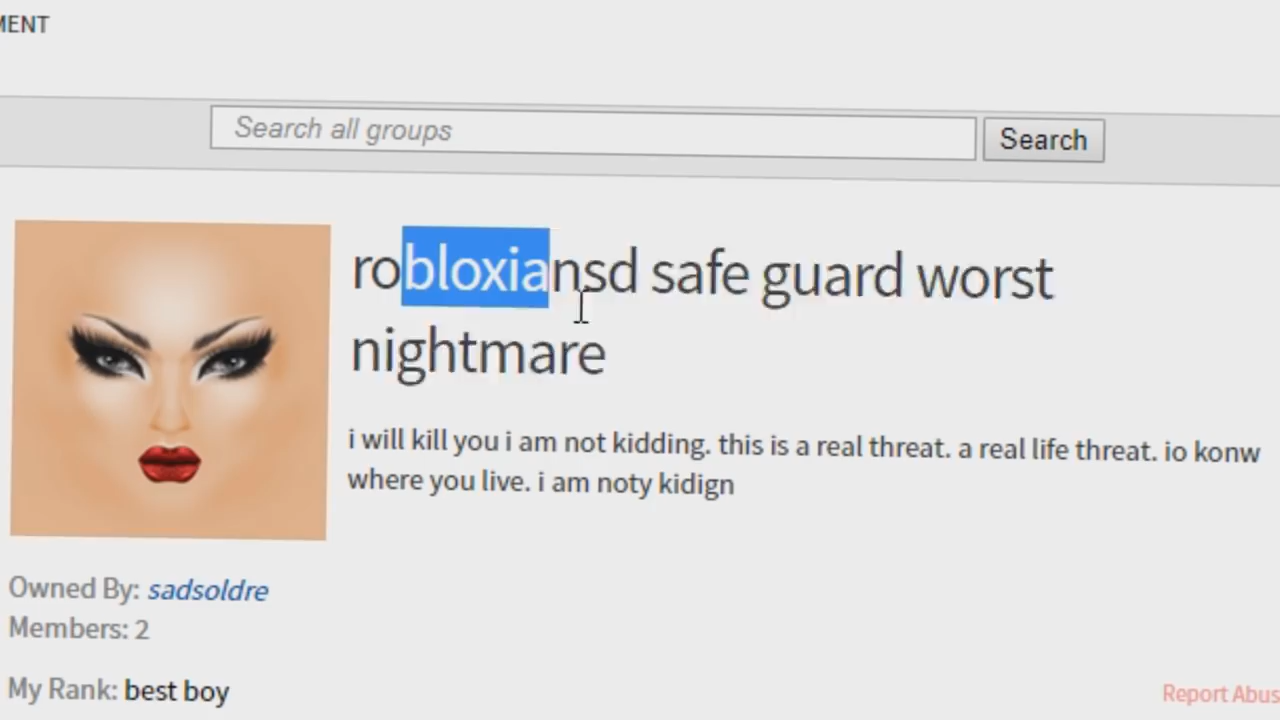 MENT
Search all groups Search
robloxiansd safe guard worst
nightmare
i will kill you i am not kidding. this is a real threat. a real life threat. io konw
where you live. i am noty kidign
Owned By: sadsoldre
Members: 2
My Rank: best boy
Report Abus